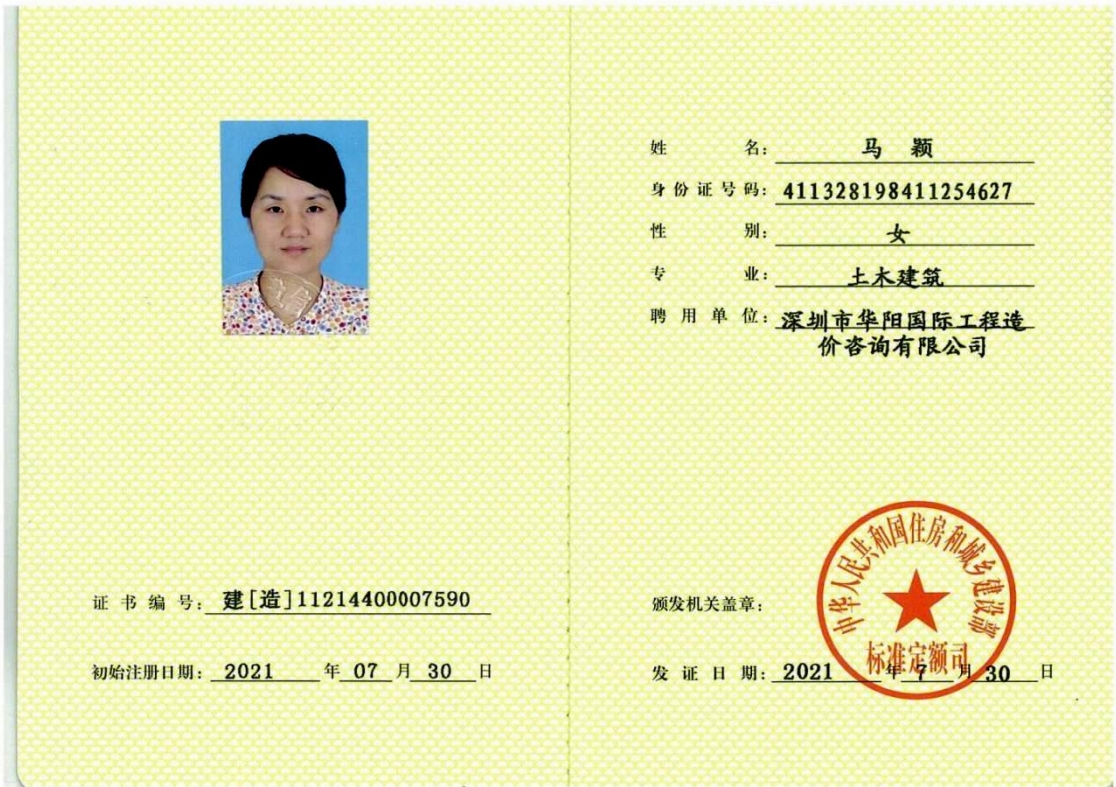 证书编号: 建[造]11214400007590
初始注册日期: 2021 年 07 月 30 日
姓名: 马颖
身份证号码: 411328198411254627
性别: 女
专业: 土木建筑
聘用单位: 深圳市华阳国际工程造
价咨询有限公司
颁发机关盖章:
中华人民共和国住房和城乡建设部
标准定额司
发证日期: 2021 年 7 月 30 日